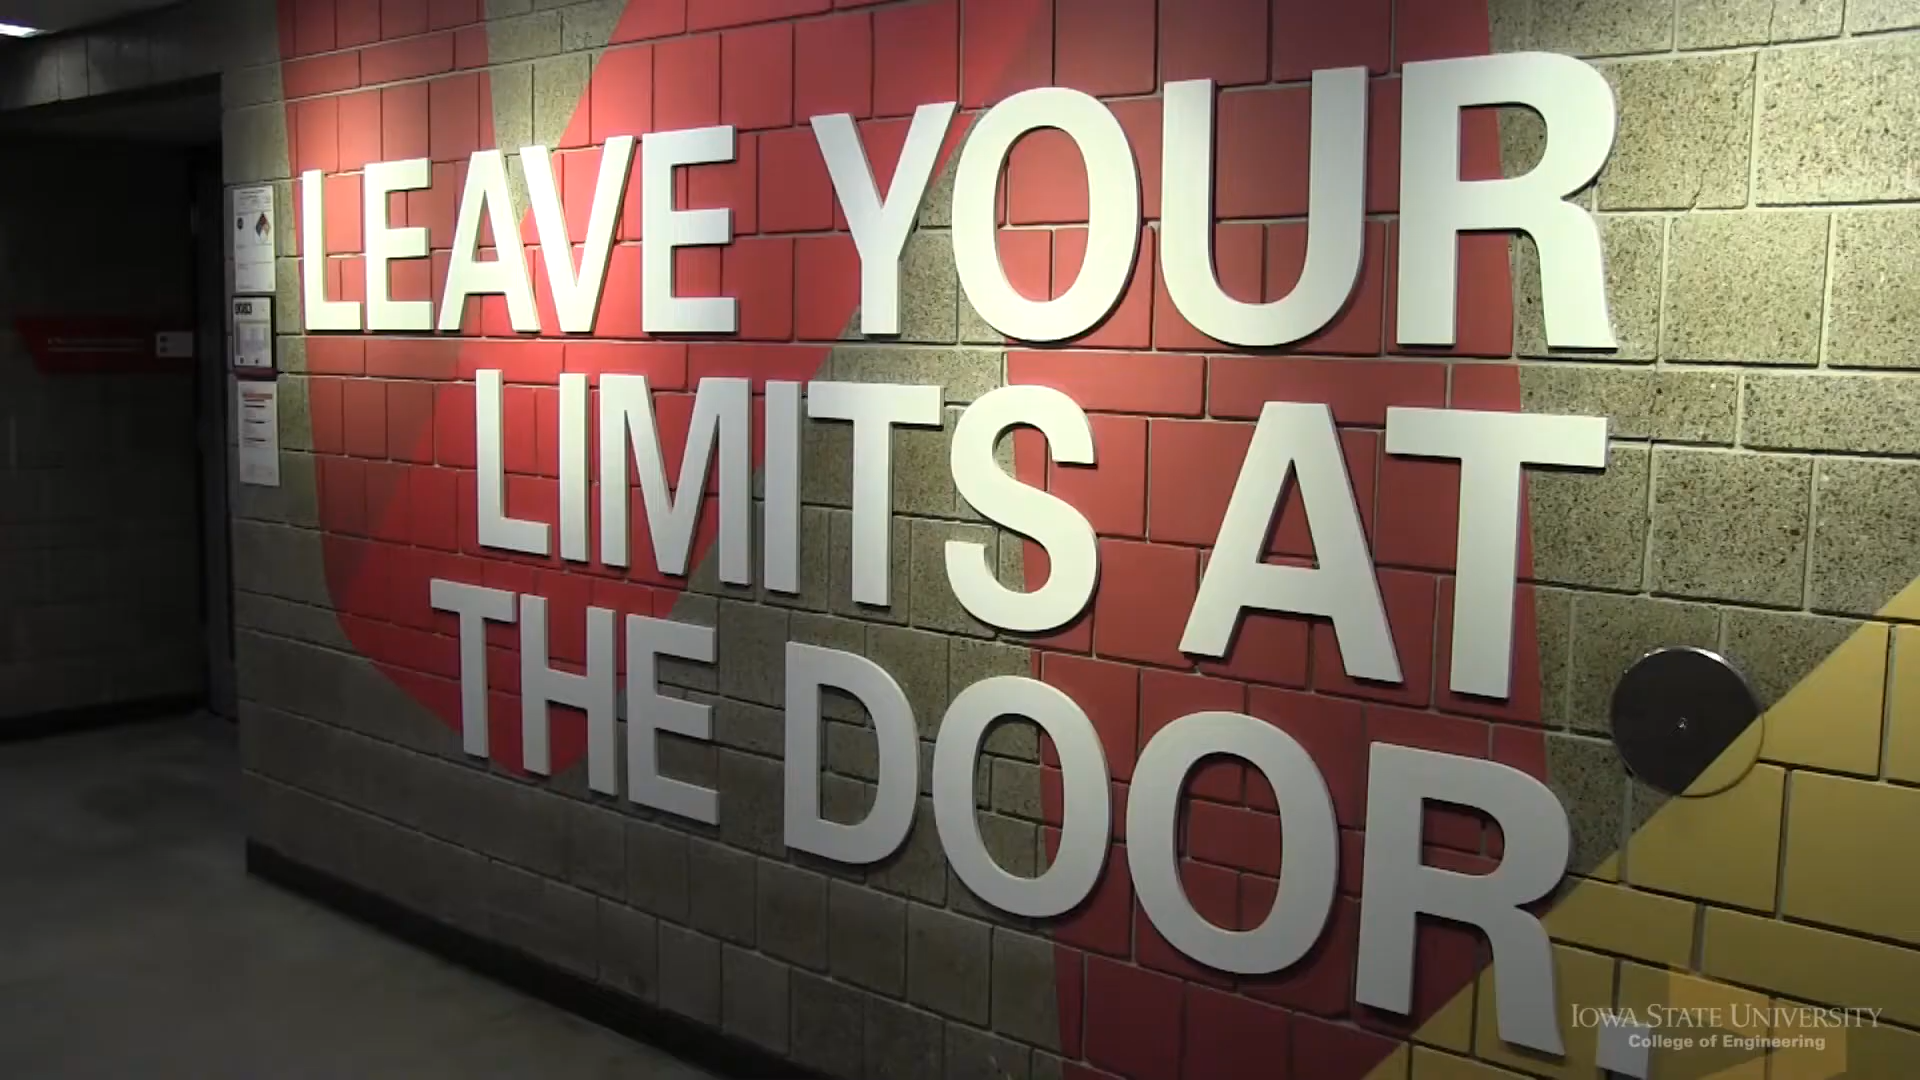 LEAVE YOUR
LIMITS AT
THE DOOR,
IOWA STATE UNIVERSITY
College of Engineering